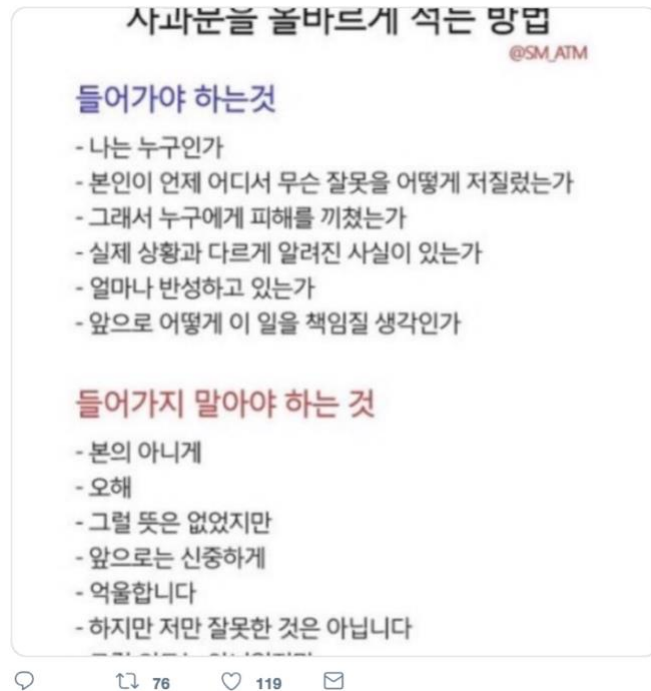 사과문을 올바르게 적는 방법
@SM_ATM
들어가야 하는것
- 나는 누구인가
- 본인이 언제 어디서 무슨 잘못을 어떻게 저질렀는가
- 그래서 누구에게 피해를 끼쳤는가
- 실제 상황과 다르게 알려진 사실이 있는가
- 얼마나 반성하고 있는가
- 앞으로 어떻게 이 일을 책임질 생각인가
들어가지 말아야 하는 것
- 본의 아니게
- 오해
- 그럴 뜻은 없었지만
- 앞으로는 신중하게
- 억울합니다
- 하지만 저만 잘못한 것은 아닙니다
76 119